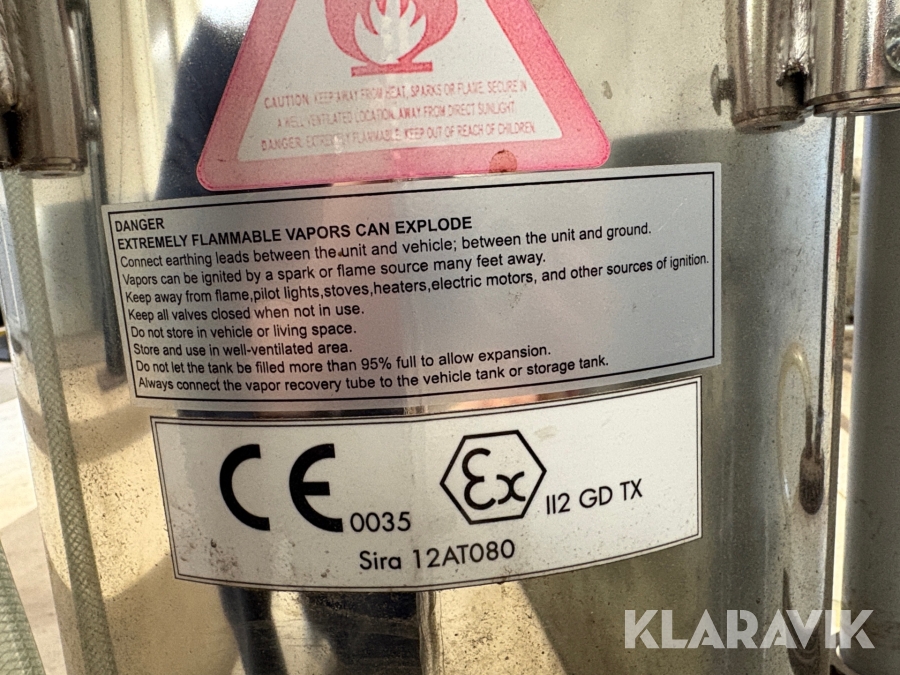 CAUTION. KEEP AWAY FROM HEAT, SPARKS OR FLAME. SECURE IN
A WELL VENTILATED LOCATION. AWAY FROM DIRECT SUNLIGHT.
DANGER. EXTREMELY FLAMMABLE. KEEP OUT OF REACH OF CHILDREN.
DANGER
EXTREMELY FLAMMABLE VAPORS CAN EXPLODE
Connect earthing leads between the unit and vehicle; between the unit and ground.
Vapors can be ignited by a spark or flame source many feet away.
Keep away from flame,pilot lights,stoves,heaters,electric motors, and other sources of ignition.
Keep all valves closed when not in use.
Do not store in vehicle or living space.
Store and use in well-ventilated area.
Do not let the tank be filled more than 95% full to allow expansion.
Always connect the vapor recovery tube to the vehicle tank or storage tank.
CE 0035 Ex II2 GD TX
Sira 12AT080
KLARAVIK